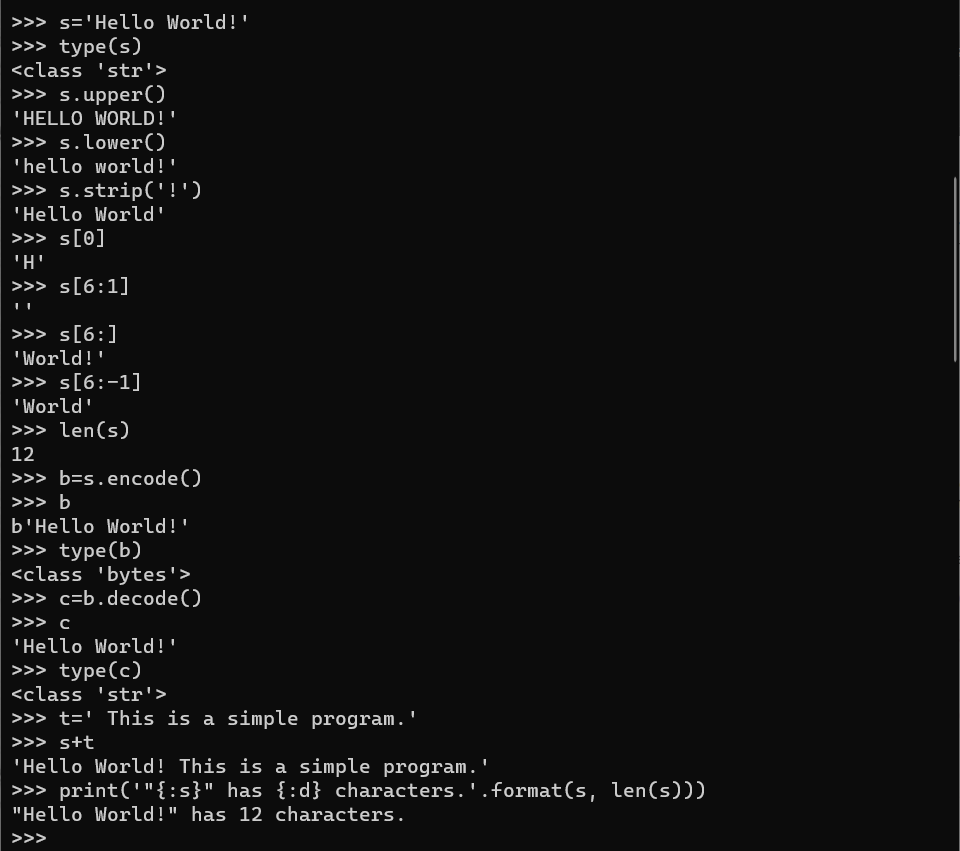 >>> s='Hello World!'
>>> type(s)
<class 'str'>
>>> s.upper()
'HELLO WORLD!'
>>> s.lower()
'hello world!'
>>> s.strip('!')
'Hello World'
>>> s[0]
'H'
>>> s[6:1]
''
>>> s[6:]
'World!'
>>> s[6:-1]
'World'
>>> len(s)
12
>>> b=s.encode()
>>> b
b'Hello World!'
>>> type(b)
<class 'bytes'>
>>> c=b.decode()
>>> c
'Hello World!'
>>> type(c)
<class 'str'>
>>> t=' This is a simple program.'
>>> s+t
'Hello World! This is a simple program.'
>>> print('"{:s}" has {:d} characters.'.format(s, len(s)))
"Hello World!" has 12 characters.
>>>